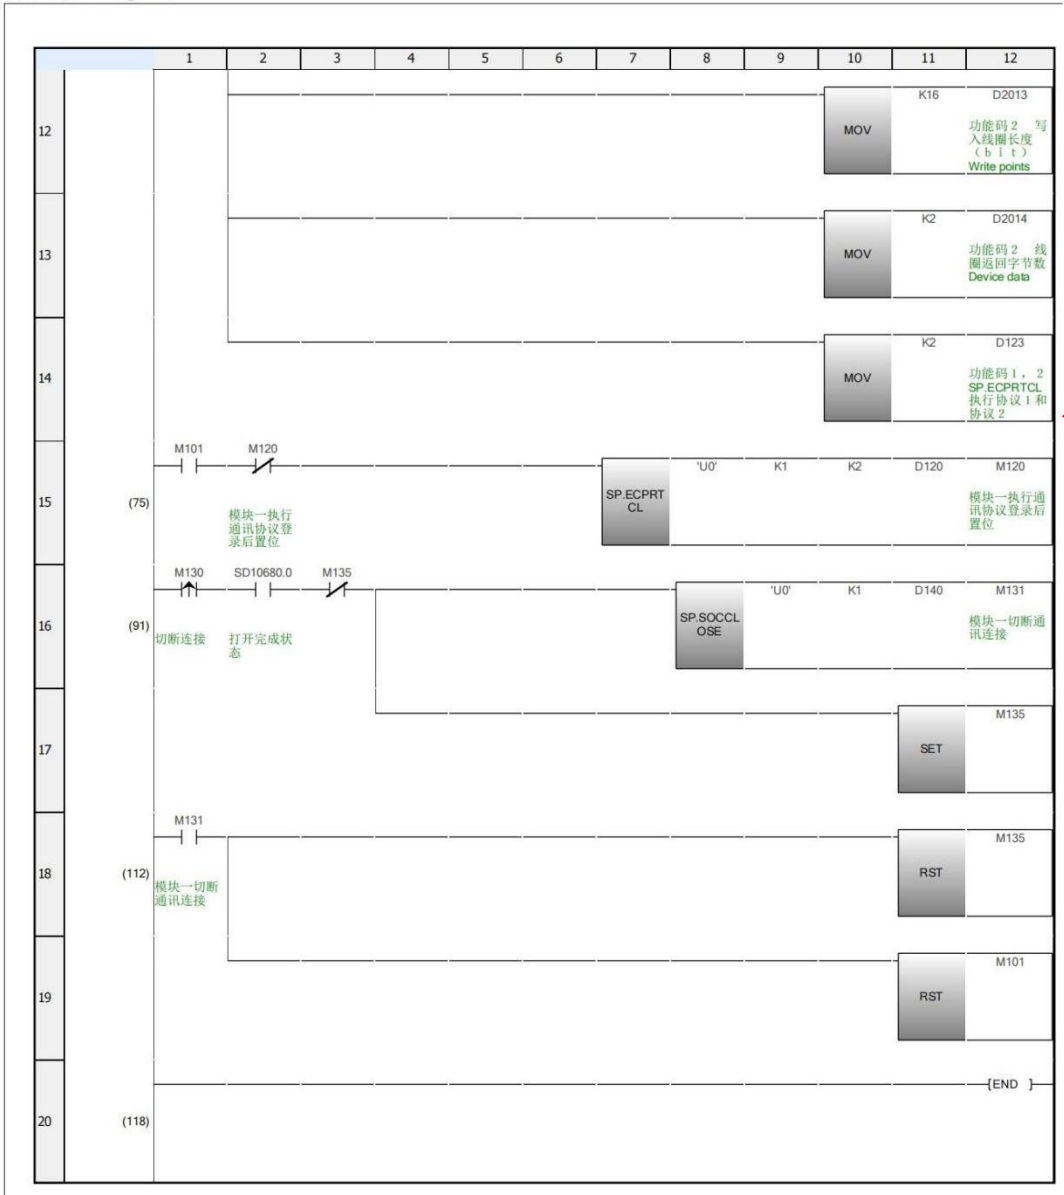 1 2 3 4 5 6 7 8 9 10 11 12
12
MOV
K16 D2013
功能码２　写
入线圈长度
（ｂｉｔ）
Write points
13
MOV
K2 D2014
功能码２　线
圈返回字节数
Device data
14
MOV
K2 D123
功能码１，２
SP.ECPRTCL
执行协议１和
协议２
15
(75)
M101 M120
模块一执行
通讯协议登
录后置位
SP.ECPRT
CL
'U0' K1 K2 D120 M120
模块一执行通
讯协议登录后
置位
16
(91)
M130 SD10680.0 M135
切断连接 打开完成状
态
SP.SOCCL
OSE
'U0' K1 D140 M131
模块一切断通
讯连接
17
SET
M135
18
(112)
M131
模块一切断
通讯连接
RST
M135
19
RST
M101
20
(118)
{END }